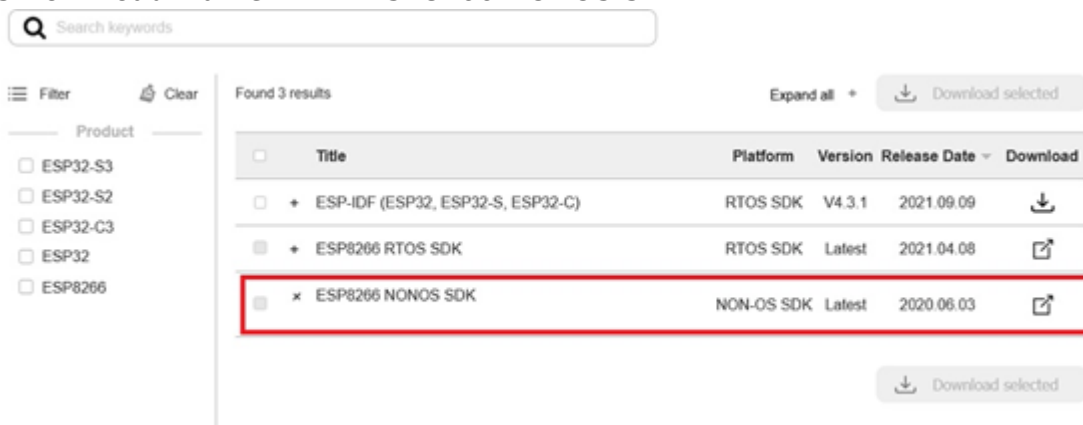 Search keywords
Filter
Clear
Product
ESP32-S3
ESP32-S2
ESP32-C3
ESP32
ESP8266
Found 3 results
Expand all +
Download selected
Title Platform Version Release Date Download
+ ESP-IDF (ESP32, ESP32-S, ESP32-C) RTOS SDK V4.3.1 2021.09.09
+ ESP8266 RTOS SDK RTOS SDK Latest 2021.04.08
× ESP8266 NONOS SDK NON-OS SDK Latest 2020.06.03
Download selected